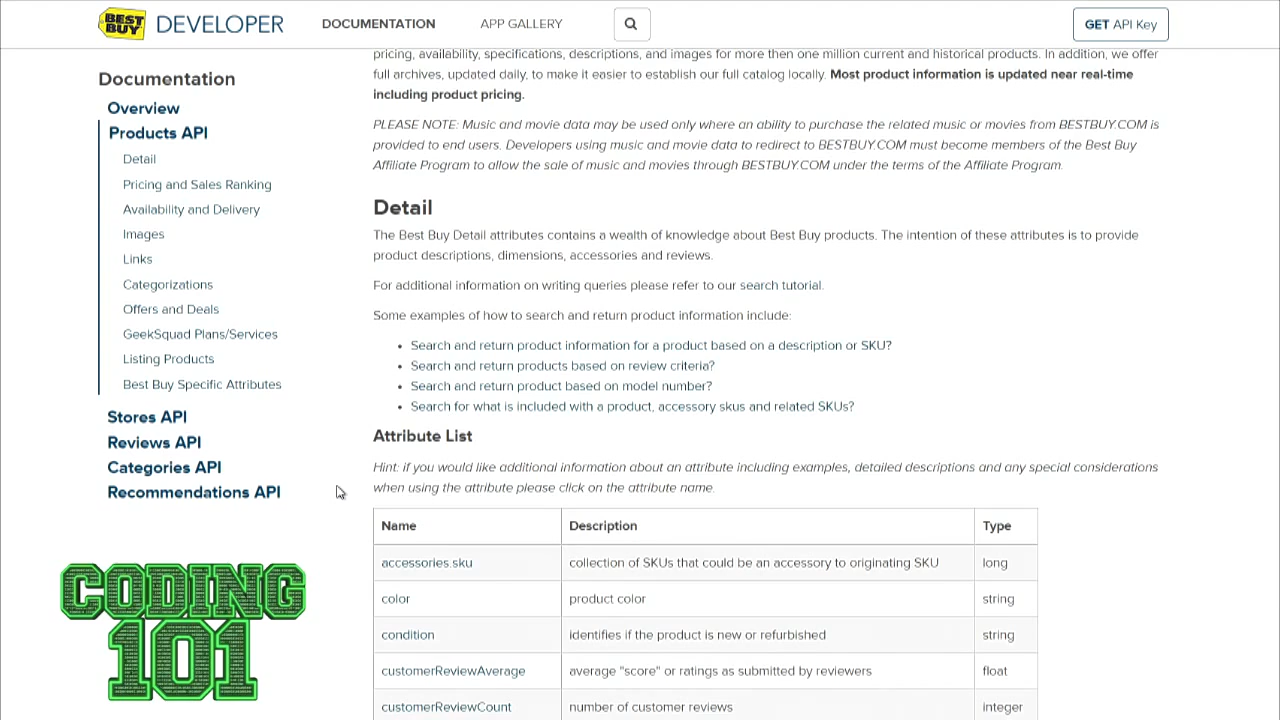 BEST BUY DEVELOPER DOCUMENTATION APP GALLERY GET API Key
Documentation
Overview
Products API
Detail
Pricing and Sales Ranking
Availability and Delivery
Images
Links
Categorizations
Offers and Deals
GeekSquad Plans/Services
Listing Products
Best Buy Specific Attributes
Stores API
Reviews API
Categories API
Recommendations API
CODING
101
pricing, availability, specifications, descriptions, and images for more then one million current and historical products. In addition, we offer
full archives, updated daily, to make it easier to establish our full catalog locally. Most product information is updated near real-time
including product pricing.
PLEASE NOTE: Music and movie data may be used only where an ability to purchase the related music or movies from BESTBUY.COM is
provided to end users. Developers using music and movie data to redirect to BESTBUY.COM must become members of the Best Buy
Affiliate Program to allow the sale of music and movies through BESTBUY.COM under the terms of the Affiliate Program.
Detail
The Best Buy Detail attributes contains a wealth of knowledge about Best Buy products. The intention of these attributes is to provide
product descriptions, dimensions, accessories and reviews.
For additional information on writing queries please refer to our search tutorial.
Some examples of how to search and return product information include:
• Search and return product information for a product based on a description or SKU?
• Search and return products based on review criteria?
• Search and return product based on model number?
• Search for what is included with a product, accessory skus and related SKUs?
Attribute List
Hint: if you would like additional information about an attribute including examples, detailed descriptions and any special considerations
when using the attribute please click on the attribute name.
Name Description Type
accessories.sku collection of SKUs that could be an accessory to originating SKU long
color product color string
condition defines if the product is new or refurbished string
customerReviewAverage average "score" of ratings as submitted by reviewers float
customerReviewCount number of customer reviews integer